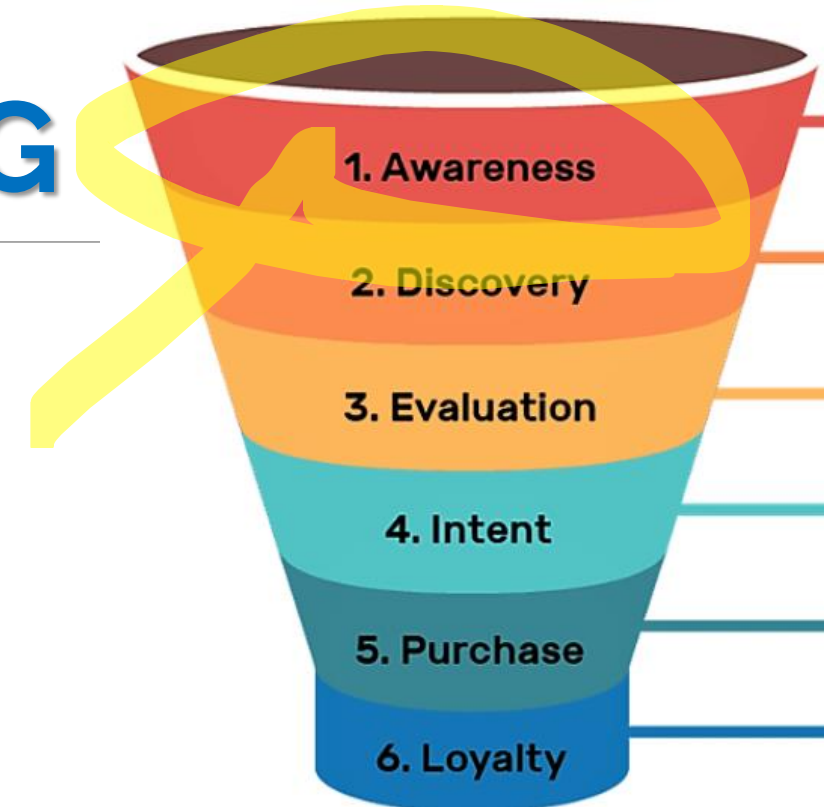 G
1. Awareness
2. Discovery
3. Evaluation
4. Intent
5. Purchase
6. Loyalty